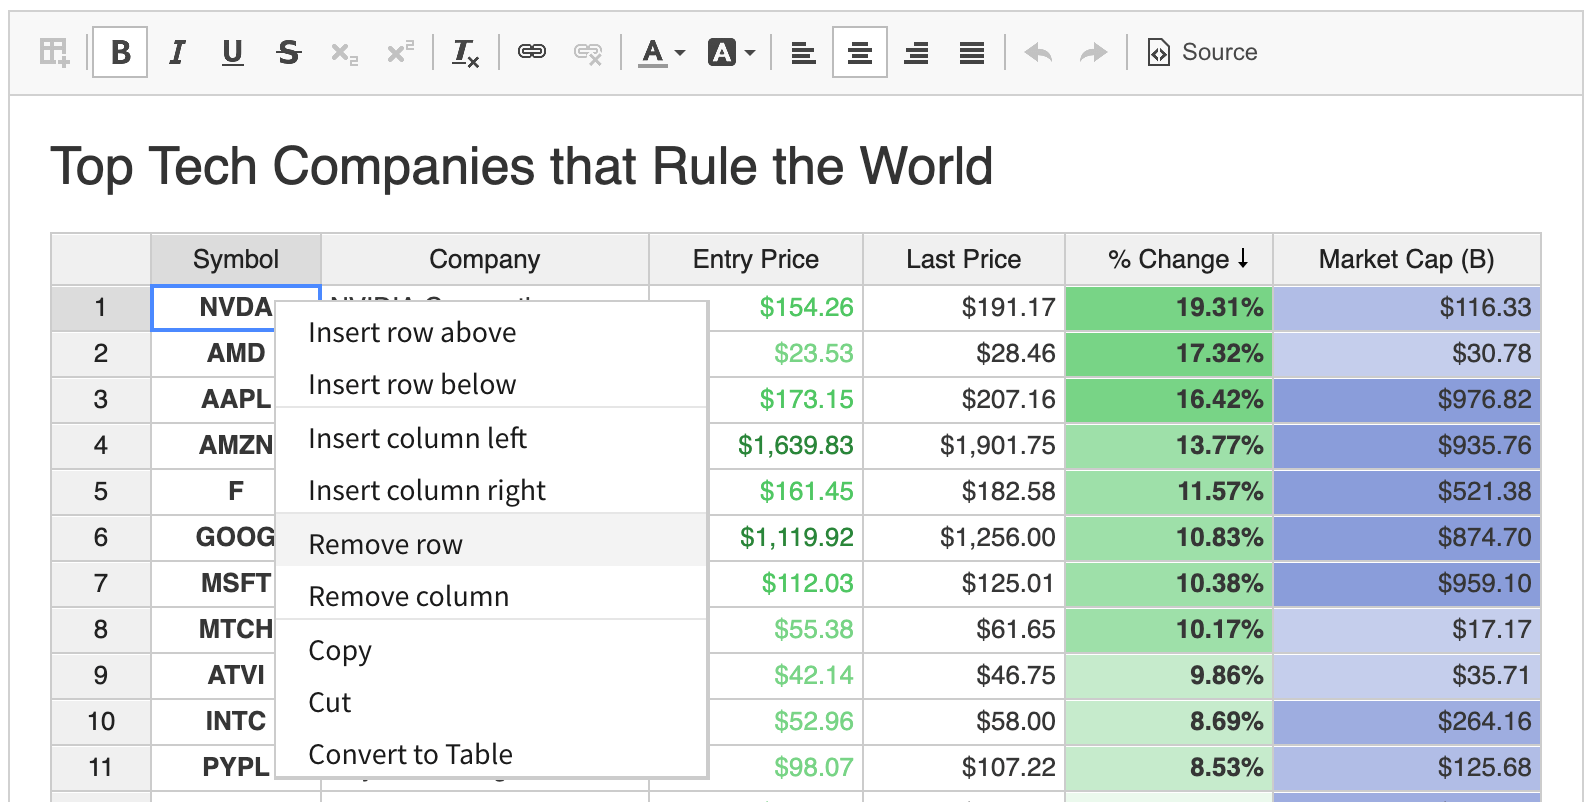 B I U S x₂ x² Tx A A Source
Top Tech Companies that Rule the World
Symbol Company Entry Price Last Price % Change ↓ Market Cap (B)
1 NVDA $154.26 $191.17 19.31% $116.33
Insert row above
2 AMD $23.53 $28.46 17.32% $30.78
Insert row below
3 AAPL $173.15 $207.16 16.42% $976.82
Insert column left
4 AMZN $1,639.83 $1,901.75 13.77% $935.76
Insert column right
5 F $161.45 $182.58 11.57% $521.38
6 GOOG $1,119.92 $1,256.00 10.83% $874.70
Remove row
7 MSFT $112.03 $125.01 10.38% $959.10
Remove column
8 MTCH $55.38 $61.65 10.17% $17.17
Copy
9 ATVI $42.14 $46.75 9.86% $35.71
Cut
10 INTC $52.96 $58.00 8.69% $264.16
Convert to Table
11 PYPL $98.07 $107.22 8.53% $125.68